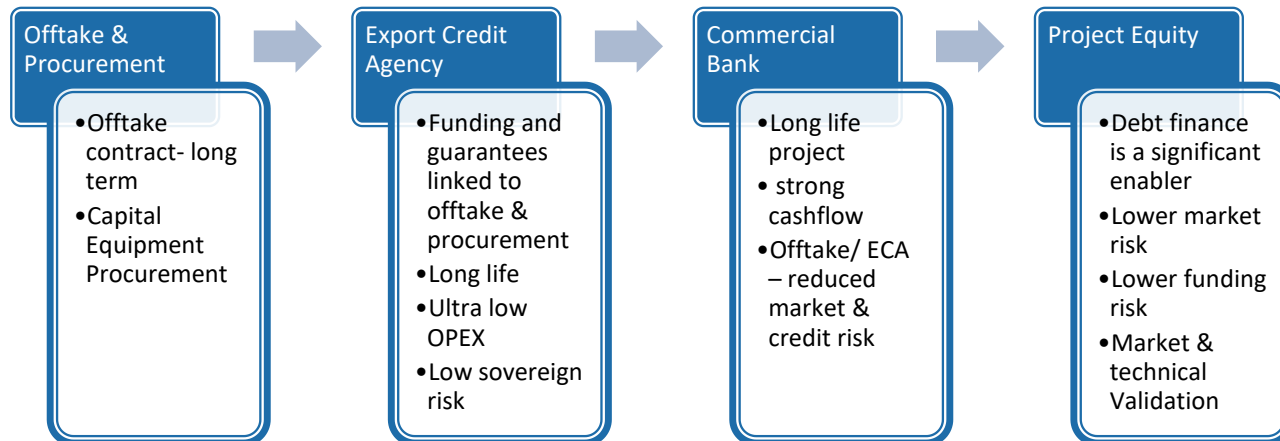 Offtake &
Procurement
•Offtake
contract- long
term
•Capital
Equipment
Procurement
Export Credit
Agency
•Funding and
guarantees
linked to
offtake &
procurement
•Long life
•Ultra low
OPEX
•Low sovereign
risk
Commercial
Bank
•Long life
project
• strong
cashflow
•Offtake/ ECA
– reduced
market &
credit risk
Project Equity
•Debt finance
is a significant
enabler
•Lower market
risk
•Lower funding
risk
•Market &
technical
Validation